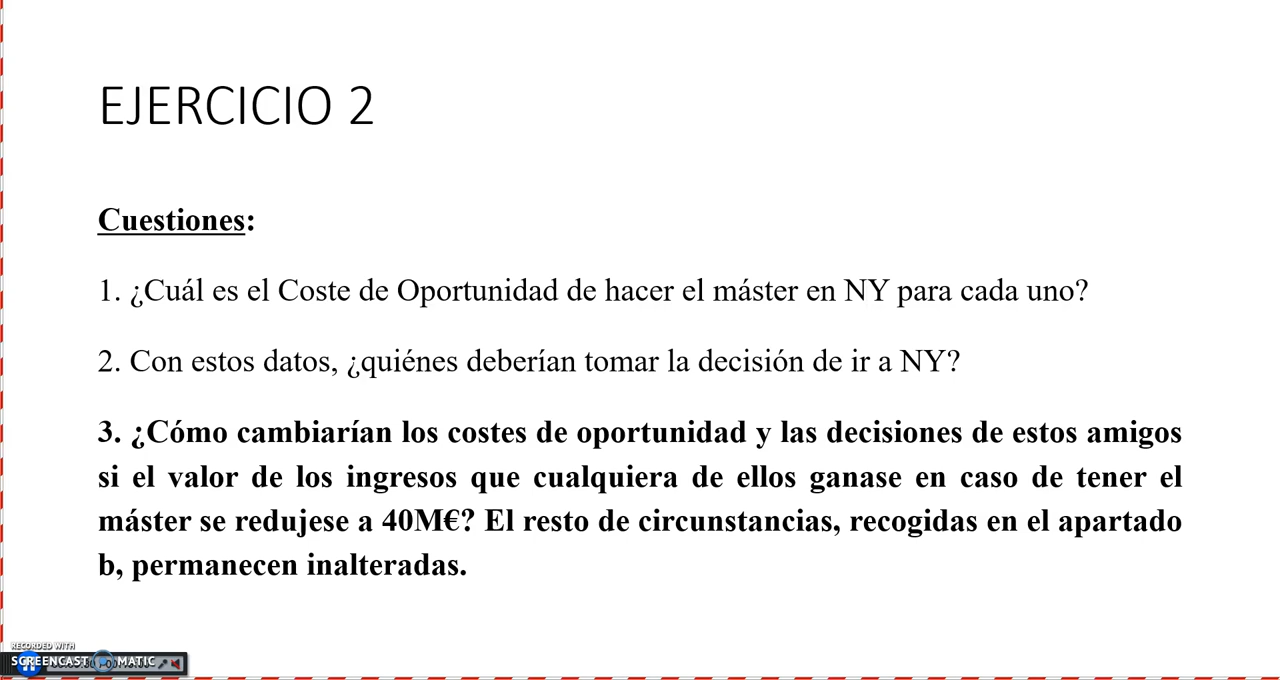 EJERCICIO 2
Cuestiones:
1. ¿Cuál es el Coste de Oportunidad de hacer el máster en NY para cada uno?
2. Con estos datos, ¿quiénes deberían tomar la decisión de ir a NY?
3. ¿Cómo cambiarían los costes de oportunidad y las decisiones de estos amigos
si el valor de los ingresos que cualquiera de ellos ganase en caso de tener el
máster se redujese a 40M€? El resto de circunstancias, recogidas en el apartado
b, permanecen inalteradas.
RECORDED WITH
SCREENCAST MATIC